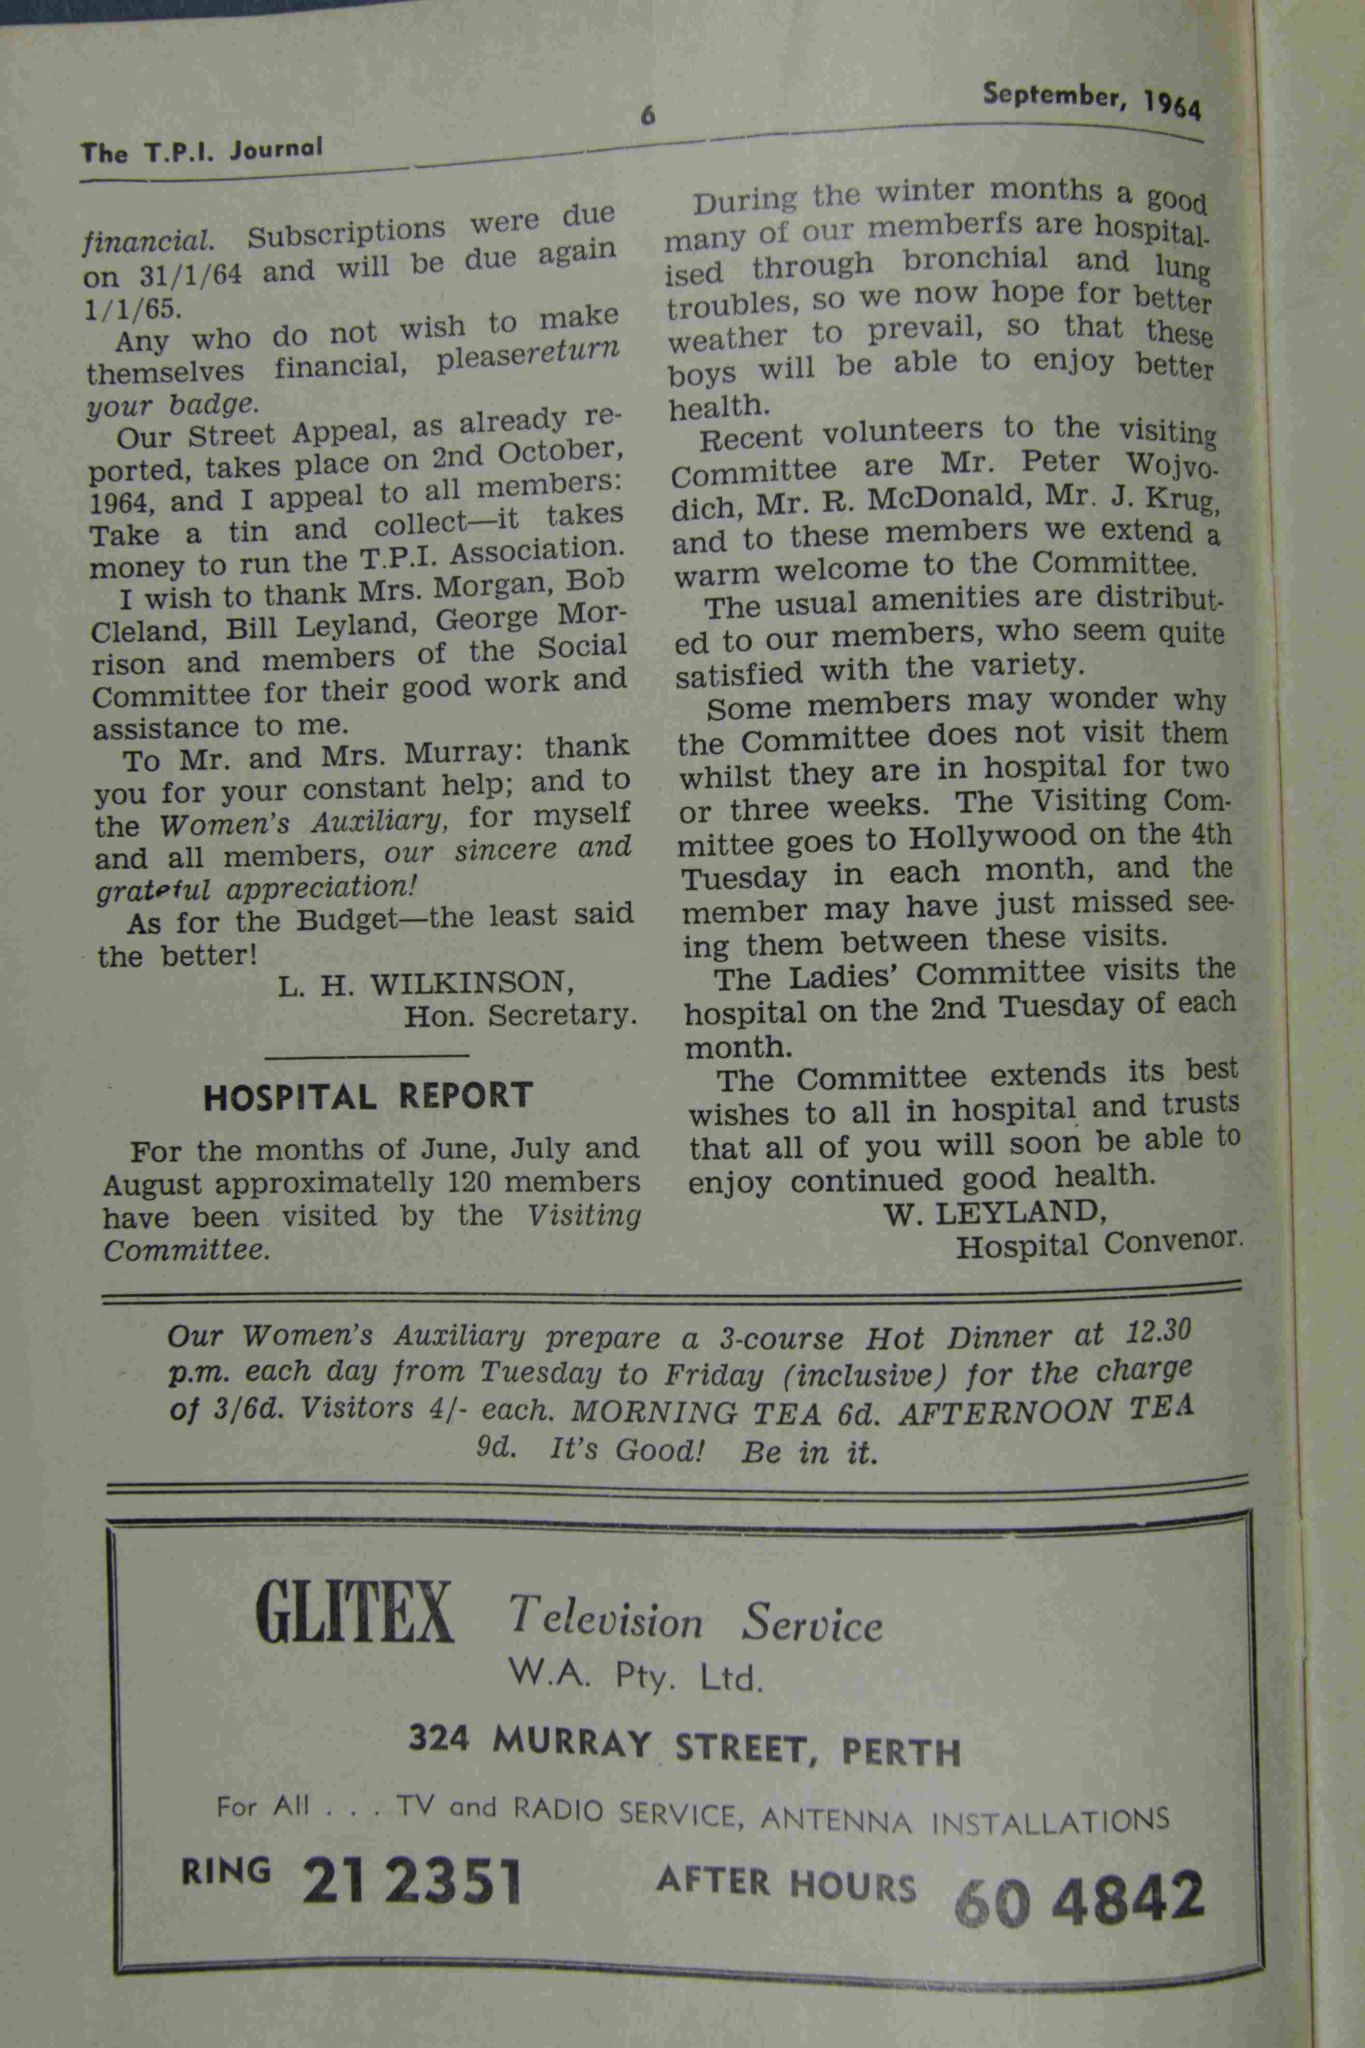 The T.P.I. Journal
6
September, 1964
financial. Subscriptions were due
on 31/1/64 and will be due again
1/1/65.
Any who do not wish to make
themselves financial, pleasereturn
your badge.
Our Street Appeal, as already re-
ported, takes place on 2nd October,
1964, and I appeal to all members:
Take a tin and collect—it takes
money to run the T.P.I. Association.
I wish to thank Mrs. Morgan, Bob
Cleland, Bill Leyland, George Mor-
rison and members of the Social
Committee for their good work and
assistance to me.
To Mr. and Mrs. Murray: thank
you for your constant help; and to
the Women's Auxiliary, for myself
and all members, our sincere and
grateful appreciation!
As for the Budget—the least said
the better!
L. H. WILKINSON,
Hon. Secretary.
HOSPITAL REPORT
For the months of June, July and
August approximatelly 120 members
have been visited by the Visiting
Committee.
During the winter months a good
many of our memberfs are hospital-
ised through bronchial and lung
troubles, so we now hope for better
weather to prevail, so that these
boys will be able to enjoy better
health.
Recent volunteers to the visiting
Committee are Mr. Peter Wojvo-
dich, Mr. R. McDonald, Mr. J. Krug,
and to these members we extend a
warm welcome to the Committee.
The usual amenities are distribut-
ed to our members, who seem quite
satisfied with the variety.
Some members may wonder why
the Committee does not visit them
whilst they are in hospital for two
or three weeks. The Visiting Com-
mittee goes to Hollywood on the 4th
Tuesday in each month, and the
member may have just missed see-
ing them between these visits.
The Ladies' Committee visits the
hospital on the 2nd Tuesday of each
month.
The Committee extends its best
wishes to all in hospital and trusts
that all of you will soon be able to
enjoy continued good health.
W. LEYLAND,
Hospital Convenor.
Our Women's Auxiliary prepare a 3-course Hot Dinner at 12.30
p.m. each day from Tuesday to Friday (inclusive) for the charge
of 3/6d. Visitors 4/- each. MORNING TEA 6d. AFTERNOON TEA
9d. It's Good! Be in it.
GLITEX Television Service
W.A. Pty. Ltd.
324 MURRAY STREET, PERTH
For All . . . TV and RADIO SERVICE, ANTENNA INSTALLATIONS
RING 21 2351 AFTER HOURS 60 4842